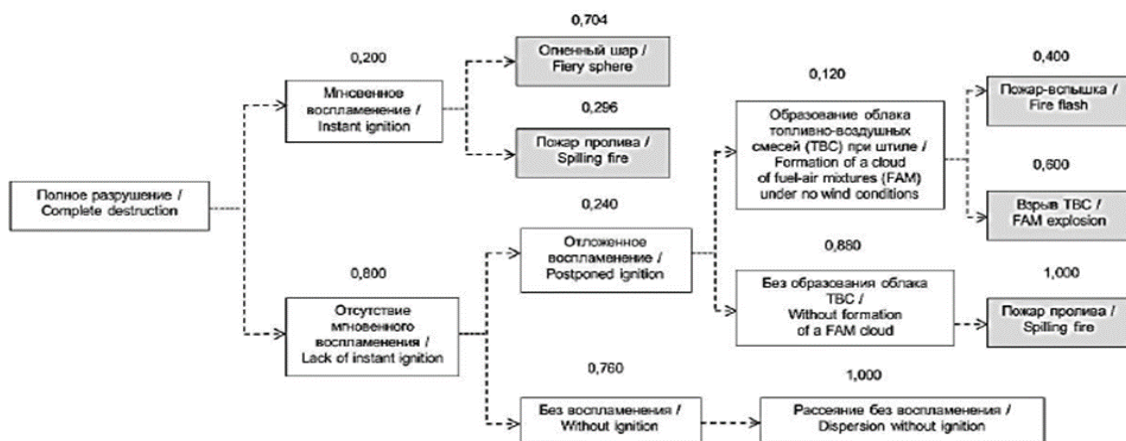 0,704
Огненный шар /
Fiery sphere
0,200
Мгновенное
воспламенение /
Instant ignition
0,296
Пожар пролива /
Spilling fire
0,120
Образование облака
топливно-воздушных
смесей (ТВС) при штиле /
Formation of a cloud
of fuel-air mixtures (FAM)
under no wind conditions
0,400
Пожар-вспышка /
Fire flash
0,600
Взрыв ТВС /
FAM explosion
Полное разрушение /
Complete destruction
0,240
Отложенное
воспламенение /
Postponed ignition
0,880
Без образования облака
ТВС /
Without formation
of a FAM cloud
1,000
Пожар пролива /
Spilling fire
0,800
Отсутствие
мгновенного
воспламенения /
Lack of instant ignition
0,760
Без воспламенения /
Without ignition
1,000
Рассеяние без воспламенения /
Dispersion without ignition